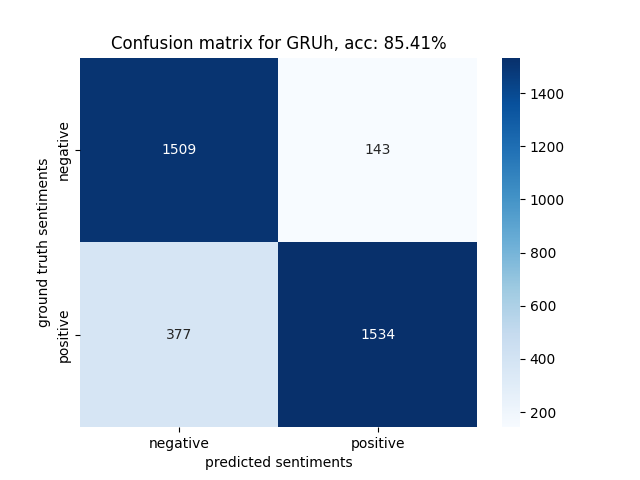 Confusion matrix for GRUh, acc: 85.41%
ground truth sentiments
negative
positive
1509
143
377
1534
negative
positive
predicted sentiments
1400
1200
1000
800
600
400
200